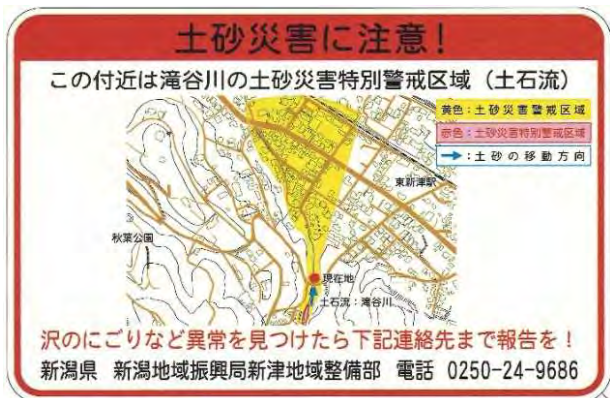 土砂災害に注意！
この付近は滝谷川の土砂災害特別警戒区域（土石流）
黄色：土砂災害警戒区域
赤色：土砂災害特別警戒区域
：土砂の移動方向
東新津駅
秋葉公園
現在地
土石流：滝谷川
沢のにごりなど異常を見つけたら下記連絡先まで報告を！
新潟県 新潟地域振興局新津地域整備部 電話 0250-24-9686